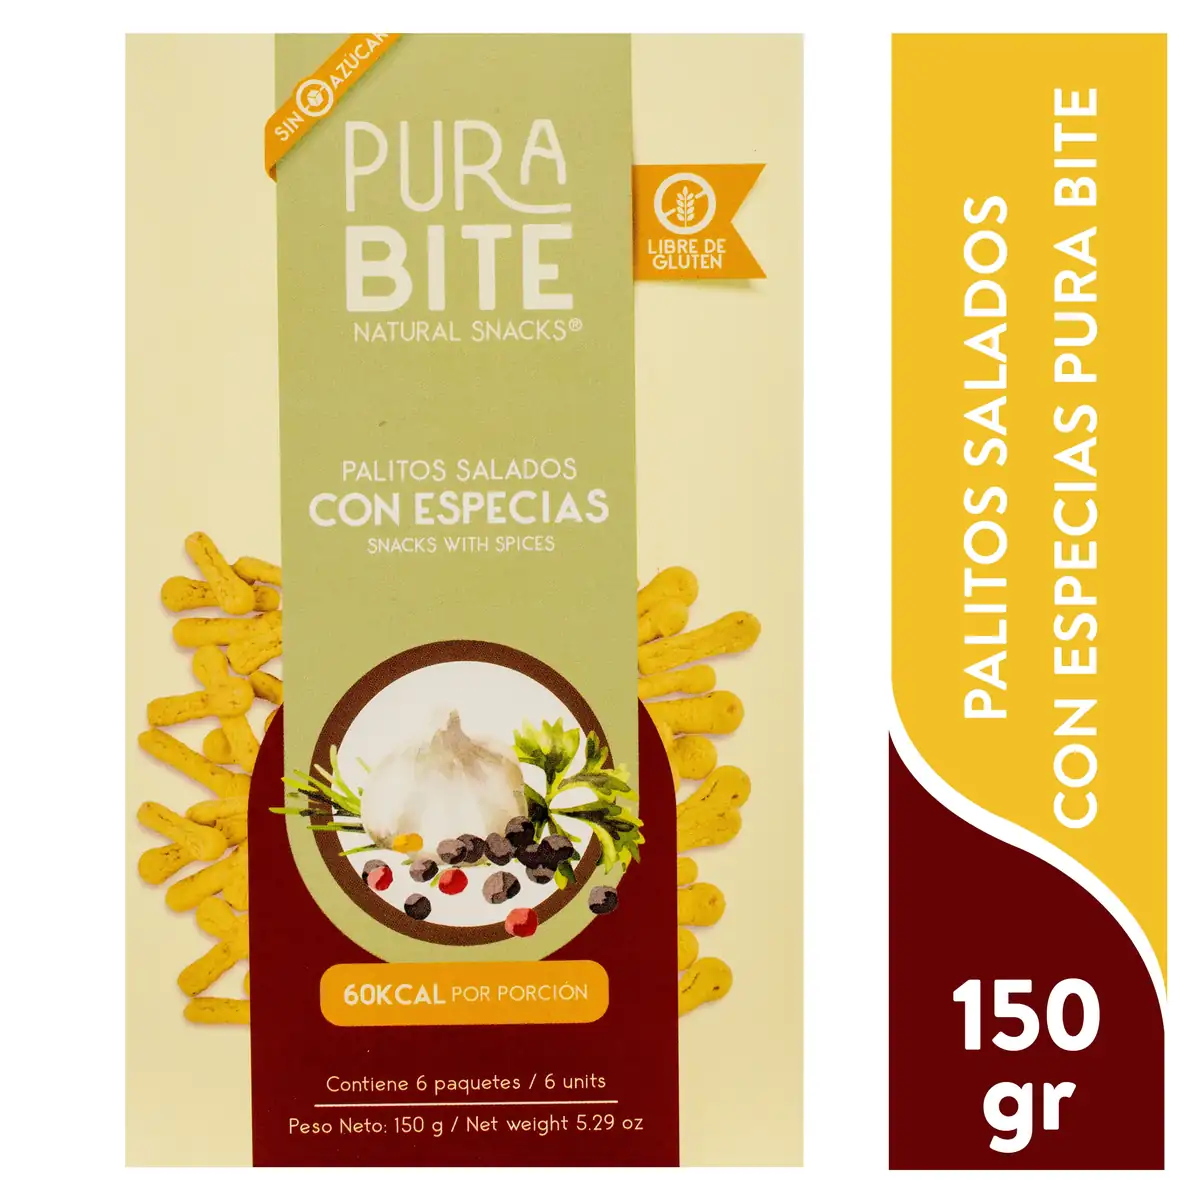 SIN AZÚCAR
PURA
BITE
NATURAL SNACKS®
LIBRE DE
GLUTEN
PALITOS SALADOS
CON ESPECIAS
SNACKS WITH SPICES
60KCAL POR PORCIÓN
Contiene 6 paquetes / 6 units
Peso Neto: 150 g / Net weight 5.29 oz
PALITOS SALADOS
CON ESPECIAS PURA BITE
150
gr